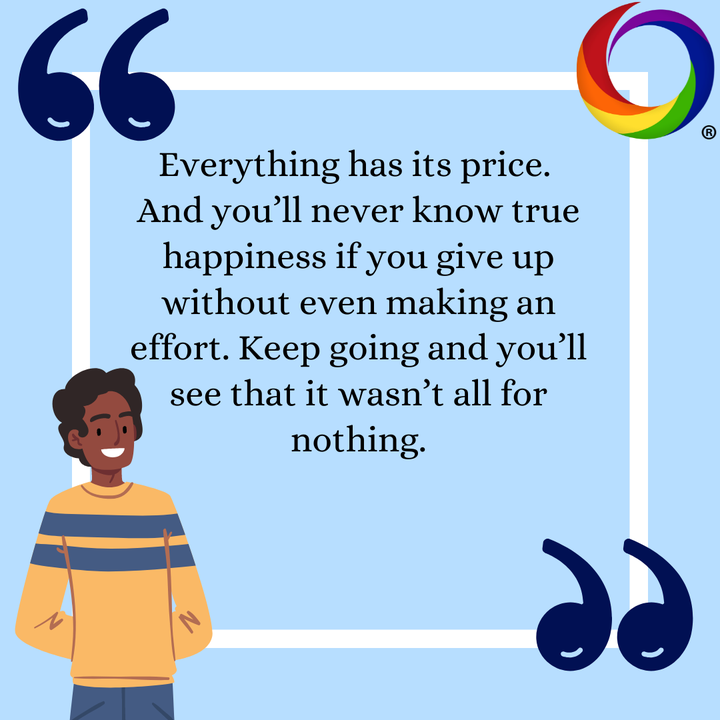 Everything has its price.
And you’ll never know true
happiness if you give up
without even making an
effort. Keep going and you’ll
see that it wasn’t all for
nothing.
®